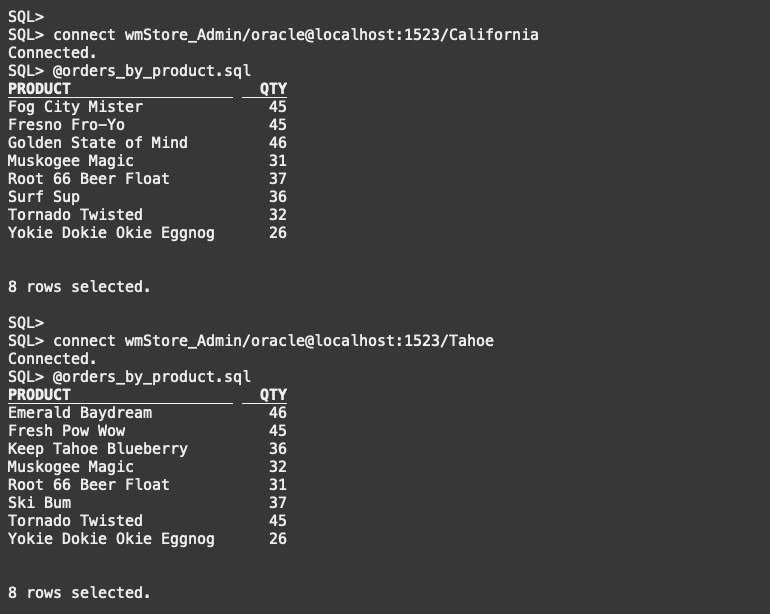 SQL>
SQL> connect wmStore_Admin/oracle@localhost:1523/California
Connected.
SQL> @orders_by_product.sql
PRODUCT QTY
Fog City Mister 45
Fresno Fro-Yo 45
Golden State of Mind 46
Muskogee Magic 31
Root 66 Beer Float 37
Surf Sup 36
Tornado Twisted 32
Yokie Dokie Okie Eggnog 26
8 rows selected.
SQL>
SQL> connect wmStore_Admin/oracle@localhost:1523/Tahoe
Connected.
SQL> @orders_by_product.sql
PRODUCT QTY
Emerald Baydream 46
Fresh Pow Wow 45
Keep Tahoe Blueberry 36
Muskogee Magic 32
Root 66 Beer Float 31
Ski Bum 37
Tornado Twisted 45
Yokie Dokie Okie Eggnog 26
8 rows selected.